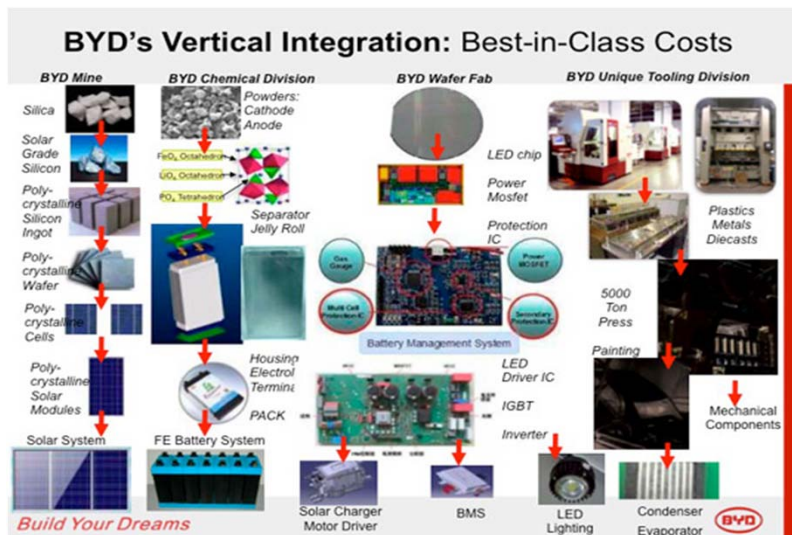 BYD's Vertical Integration: Best-in-Class Costs
BYD Mine
Silica
Solar
Grade
Silicon
Poly-
crystalline
Silicon
Ingot
Poly-
crystalline
Wafer
Poly-
crystalline
Cells
Poly-
crystalline
Solar
Modules
Solar System
BYD Chemical Division
Powders:
Cathode
Anode
FeO₆ Octahedron
LiO₆ Octahedron
PO₄ Tetrahedron
Separator
Jelly Roll
Housing
Electrol
Termina
PACK
FE Battery System
BYD Wafer Fab
LED chip
Power
Mosfet
Protection
IC
Gas
Gauge
Power
MOSFET
Multi Cell
Protection IC
Secondary
Protection IC
Battery Management System
LED
Driver IC
IGBT
Inverter
Solar Charger
Motor Driver
BMS
LED
Lighting
BYD Unique Tooling Division
Plastics
Metals
Diecasts
5000
Ton
Press
Painting
Mechanical
Components
Condenser
Evaporator
Build Your Dreams
BYD